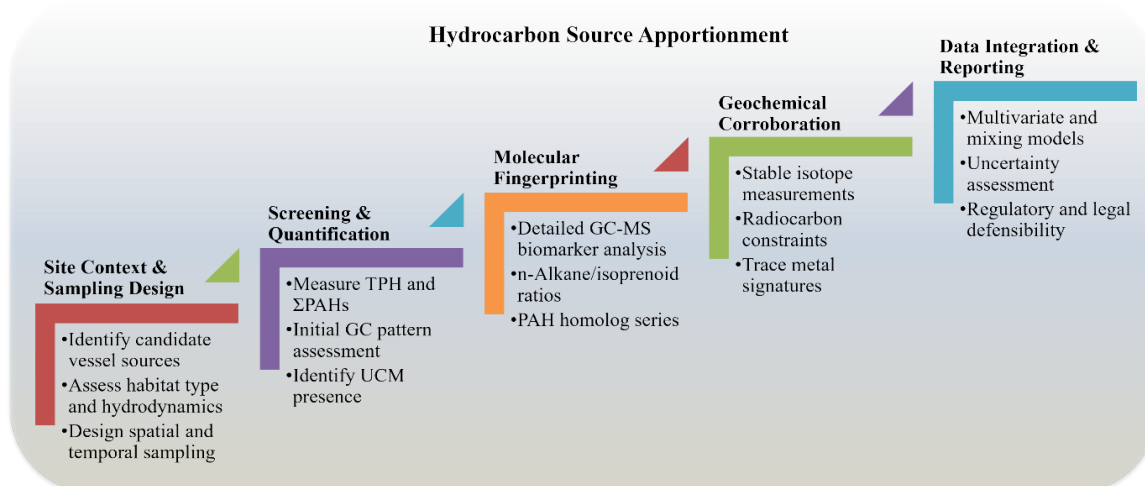 Hydrocarbon Source Apportionment
Site Context &
Sampling Design
•Identify candidate
vessel sources
•Assess habitat type
and hydrodynamics
•Design spatial and
temporal sampling
Screening &
Quantification
•Measure TPH and
ΣPAHs
•Initial GC pattern
assessment
•Identify UCM
presence
Molecular
Fingerprinting
•Detailed GC-MS
biomarker analysis
•n-Alkane/isoprenoid
ratios
•PAH homolog series
Geochemical
Corroboration
•Stable isotope
measurements
•Radiocarbon
constraints
•Trace metal
signatures
Data Integration &
Reporting
•Multivariate and
mixing models
•Uncertainty
assessment
•Regulatory and legal
defensibility